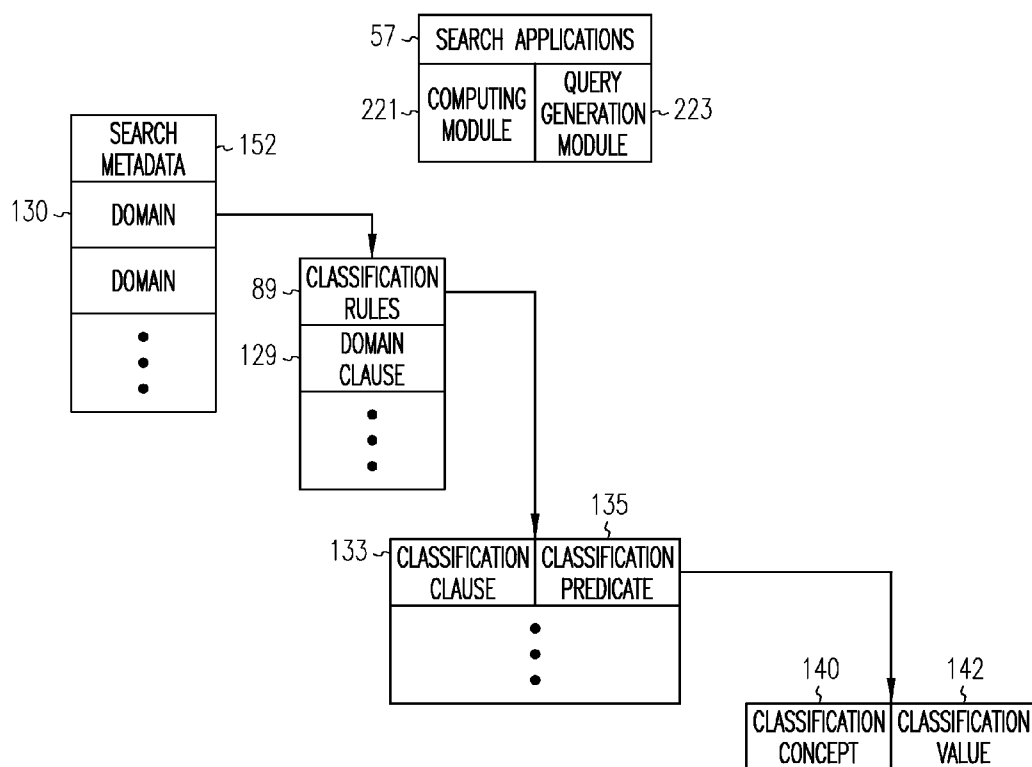 57
SEARCH APPLICATIONS
221
COMPUTING
MODULE
QUERY
GENERATION
MODULE
223
SEARCH
METADATA
152
130
DOMAIN
DOMAIN
89
CLASSIFICATION
RULES
129
DOMAIN
CLAUSE
133
CLASSIFICATION
CLAUSE
135
CLASSIFICATION
PREDICATE
140
CLASSIFICATION
CONCEPT
142
CLASSIFICATION
VALUE